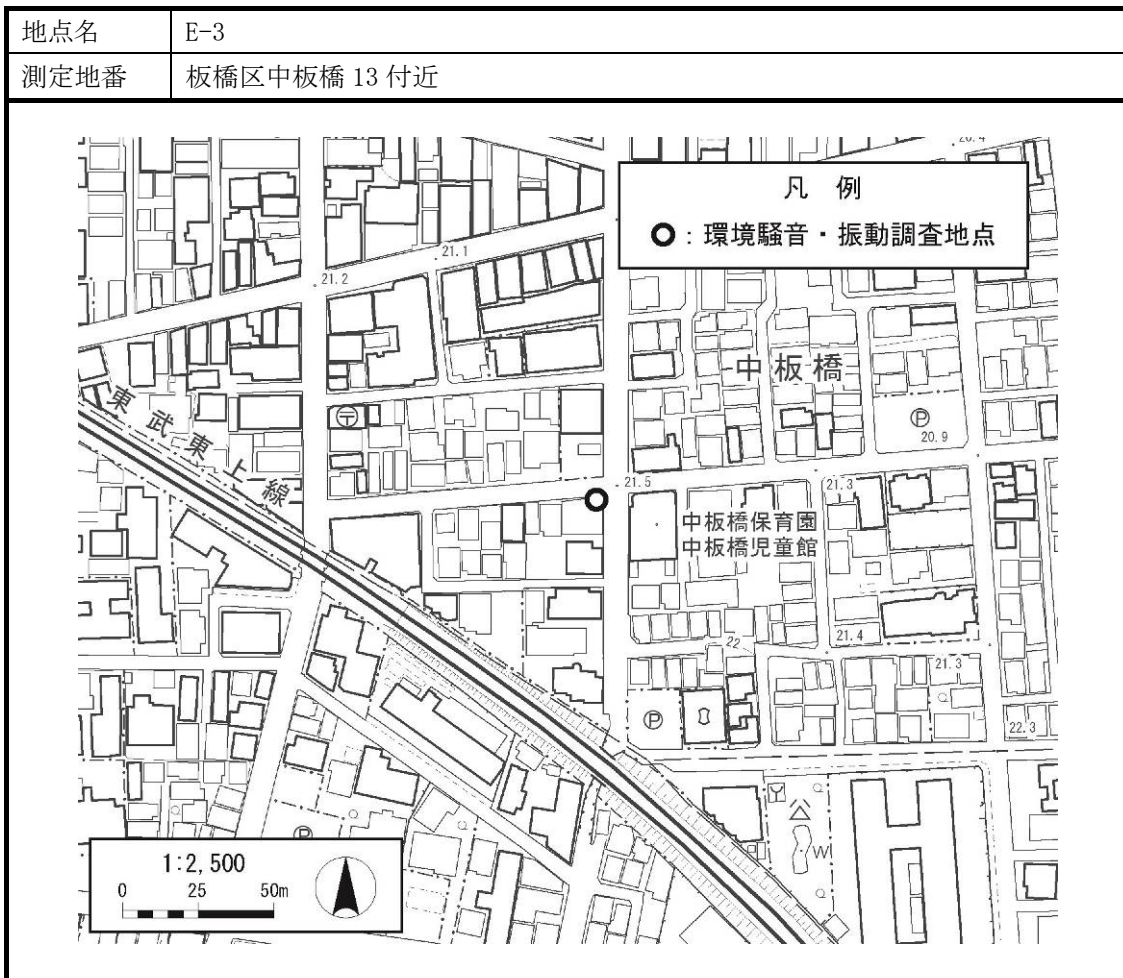 地点名 E-3
測定地番 板橋区中板橋 13 付近
20.4
凡 例
：環境騒音・振動調査地点
21.1
21.2
中板橋
東武東上線
〒
P
20.9
21.5
21.3
中板橋保育園
中板橋児童館
21.4
22
21.3
P
22.3
P
W
1:2,500
0 25 50m